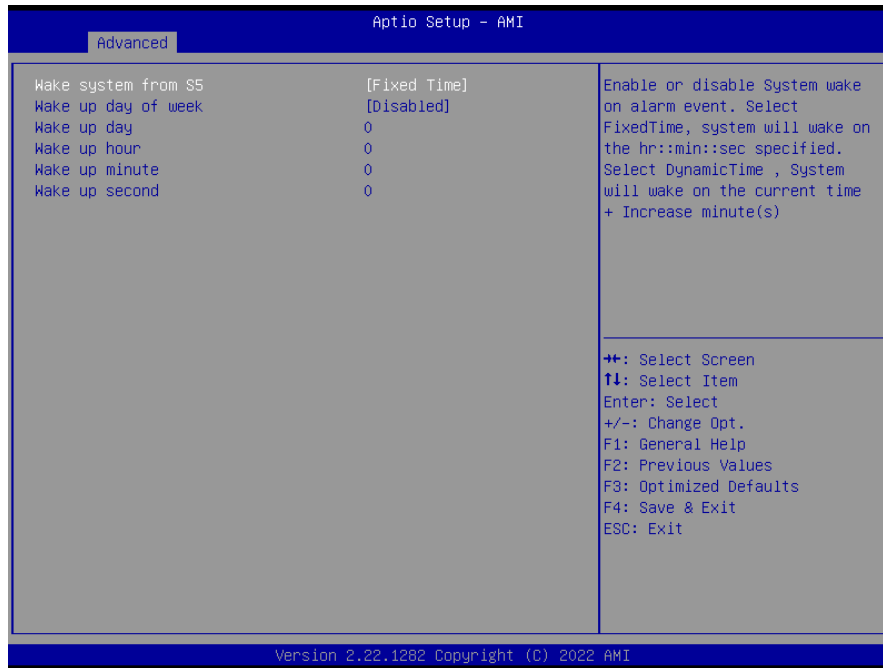 Aptio Setup – AMI
Advanced
Wake system from S5 [Fixed Time]
Wake up day of week [Disabled]
Wake up day 0
Wake up hour 0
Wake up minute 0
Wake up second 0
Enable or disable System wake
on alarm event. Select
FixedTime, system will wake on
the hr::min::sec specified.
Select DynamicTime , System
will wake on the current time
+ Increase minute(s)
→←: Select Screen
↑↓: Select Item
Enter: Select
+/-: Change Opt.
F1: General Help
F2: Previous Values
F3: Optimized Defaults
F4: Save & Exit
ESC: Exit
Version 2.22.1282 Copyright (C) 2022 AMI